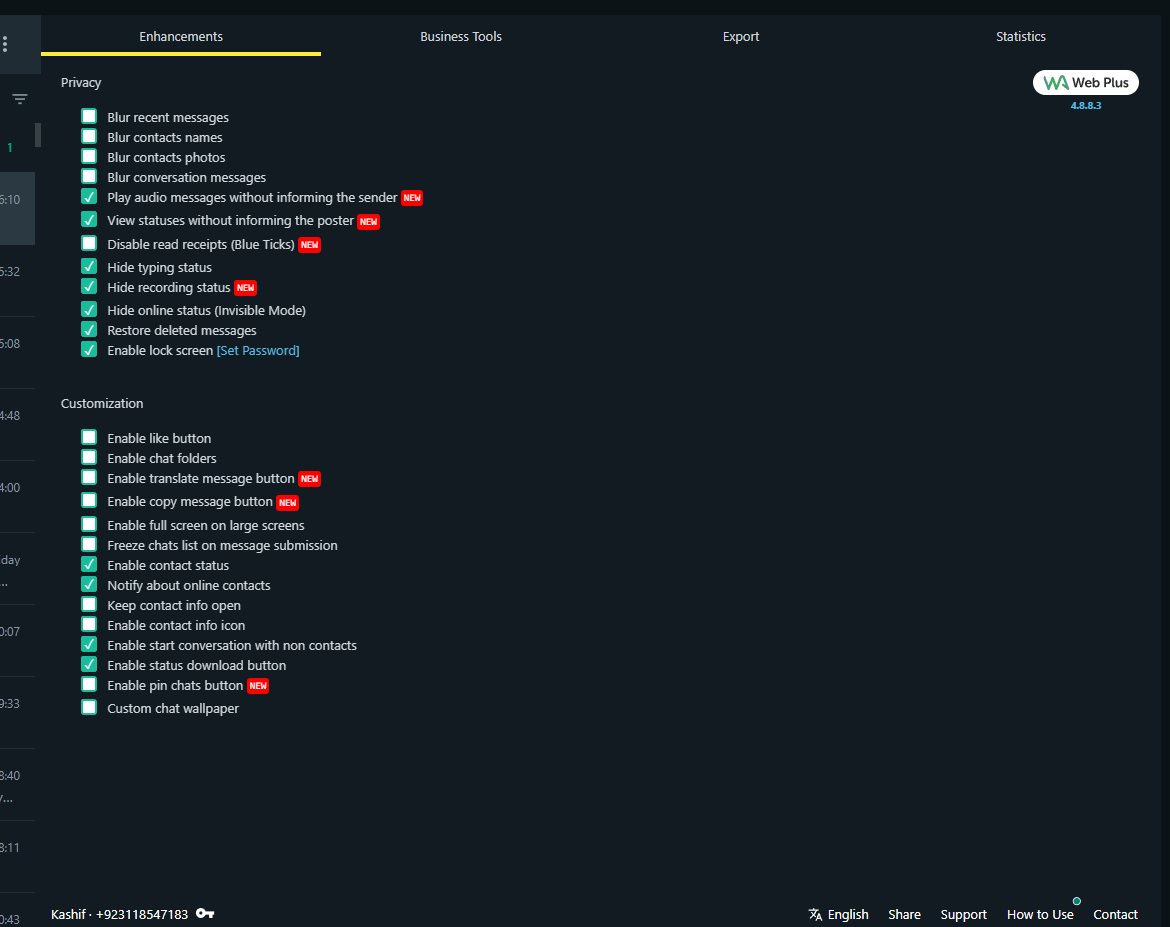 Enhancements Business Tools Export Statistics
Privacy
WA Web Plus
4.8.8.3
Blur recent messages
Blur contacts names
Blur contacts photos
Blur conversation messages
Play audio messages without informing the sender NEW
View statuses without informing the poster NEW
Disable read receipts (Blue Ticks) NEW
Hide typing status
Hide recording status NEW
Hide online status (Invisible Mode)
Restore deleted messages
Enable lock screen [Set Password]
Customization
Enable like button
Enable chat folders
Enable translate message button NEW
Enable copy message button NEW
Enable full screen on large screens
Freeze chats list on message submission
Enable contact status
Notify about online contacts
Keep contact info open
Enable contact info icon
Enable start conversation with non contacts
Enable status download button
Enable pin chats button NEW
Custom chat wallpaper
1
6:10
5:32
5:08
4:48
4:00
day
...
0:07
9:33
8:40
y...
8:11
0:43
Kashif · +923118547183
English Share Support How to Use Contact